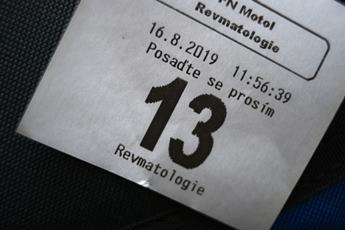 FN Motol
Revmatologie
16.8.2019 11:56:39
Posaďte se prosím
13
Revmatologie